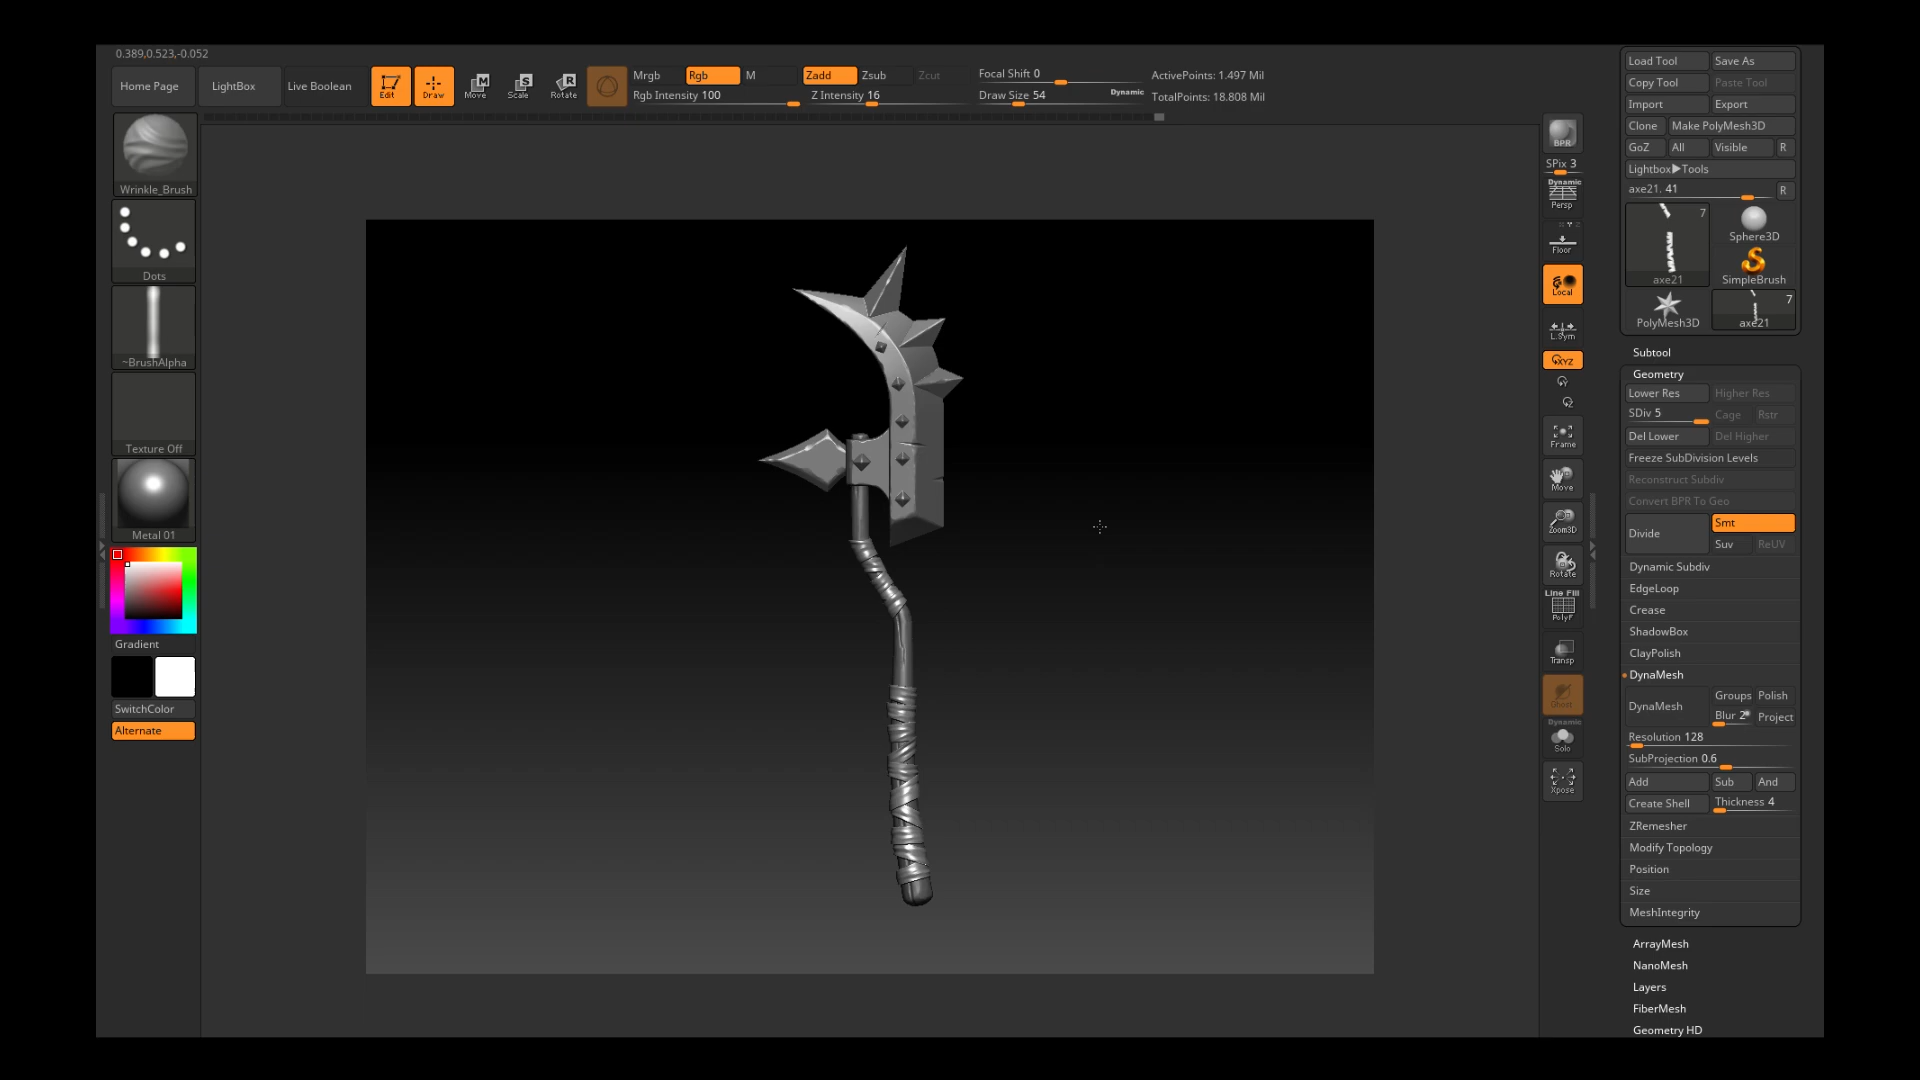 0.389,0.523,-0.052
Home Page
LightBox
Live Boolean
Edit
Draw
Move
Scale
Rotate
Mrgb
Rgb
M
Rgb Intensity 100
Zadd
Zsub
Zcut
Z Intensity 16
Focal Shift 0
Draw Size 54
Dynamic
ActivePoints: 1.497 Mil
TotalPoints: 18.808 Mil
Wrinkle_Brush
Dots
~BrushAlpha
Texture Off
Metal 01
Gradient
SwitchColor
Alternate
BPR
SPix 3
Dynamic
Persp
Floor
Local
L.Sym
XYZ
Frame
Move
Zoom3D
Rotate
Line Fill
PolyF
Transp
Ghost
Dynamic
Solo
Xpose
Load Tool
Save As
Copy Tool
Paste Tool
Import
Export
Clone
Make PolyMesh3D
GoZ
All
Visible
R
Lightbox▶Tools
axe21. 41
R
7
axe21
Sphere3D
SimpleBrush
PolyMesh3D
7
axe21
Subtool
Geometry
Lower Res
Higher Res
SDiv 5
Cage
Rstr
Del Lower
Del Higher
Freeze SubDivision Levels
Reconstruct Subdiv
Convert BPR To Geo
Divide
Smt
Suv
ReUV
Dynamic Subdiv
EdgeLoop
Crease
ShadowBox
ClayPolish
DynaMesh
DynaMesh
Groups
Polish
Blur 2
Project
Resolution 128
SubProjection 0.6
Add
Sub
And
Create Shell
Thickness 4
ZRemesher
Modify Topology
Position
Size
MeshIntegrity
ArrayMesh
NanoMesh
Layers
FiberMesh
Geometry HD